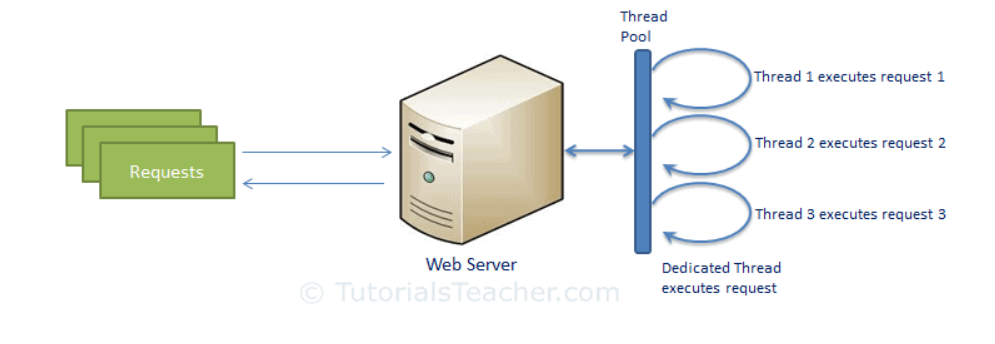 Thread
Pool
Thread 1 executes request 1
Thread 2 executes request 2
Requests
Thread 3 executes request 3
Web Server
Dedicated Thread
executes request
© TutorialsTeacher.com